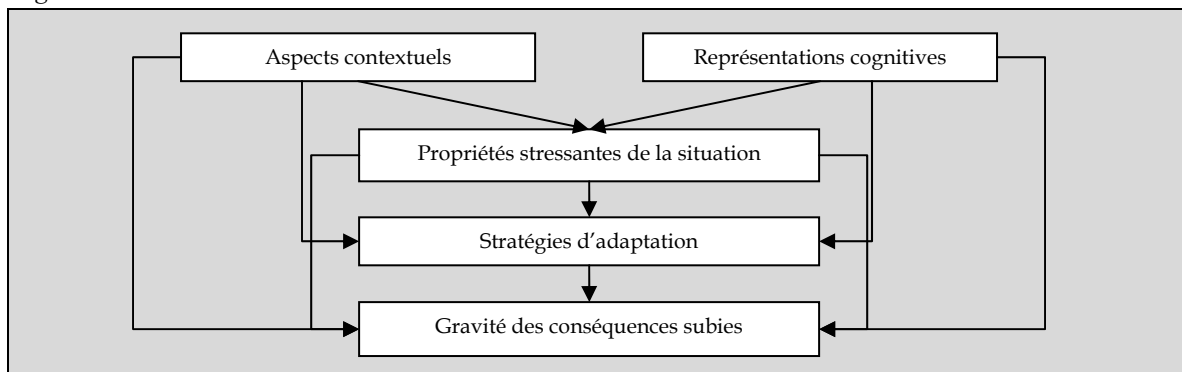 Aspects contextuels
Représentations cognitives
Propriétés stressantes de la situation
Stratégies d’adaptation
Gravité des conséquences subies